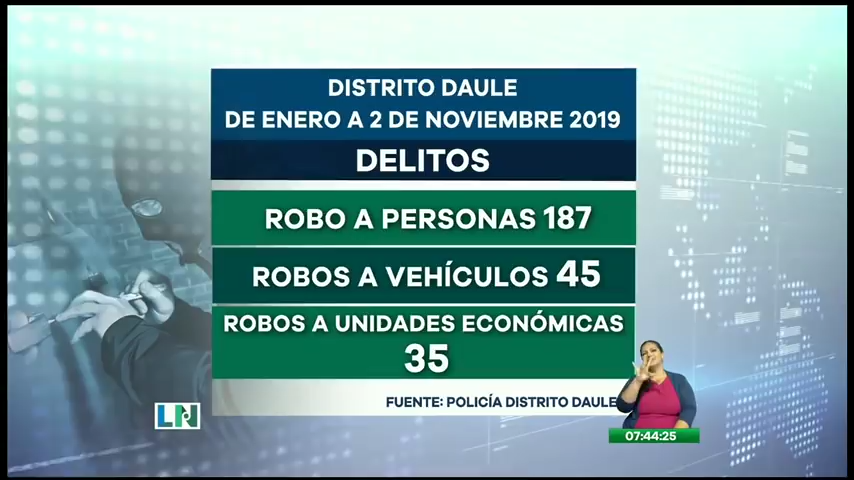 DISTRITO DAULE
DE ENERO A 2 DE NOVIEMBRE 2019
DELITOS
ROBO A PERSONAS 187
ROBOS A VEHÍCULOS 45
ROBOS A UNIDADES ECONÓMICAS
35
FUENTE: POLICÍA DISTRITO DAULE
LN
07:44:25